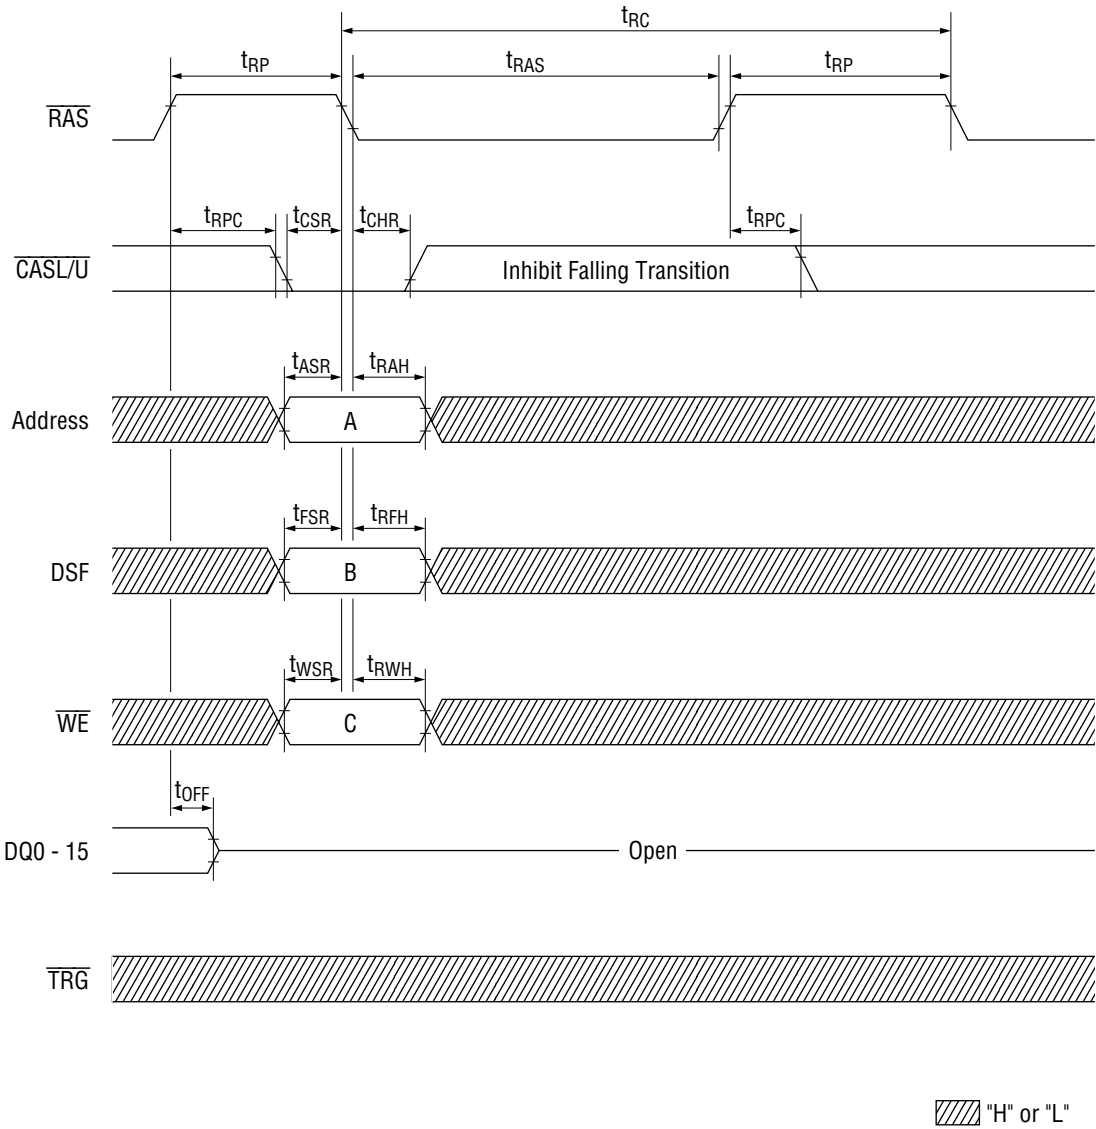 tRC
tRP
tRAS
tRP
RAS
tRPC
tCSR
tCHR
tRPC
CASL/U
Inhibit Falling Transition
tASR
tRAH
Address
A
tFSR
tRFH
DSF
B
tWSR
tRWH
WE
C
tOFF
DQ0 - 15
Open
TRG
"H" or "L"